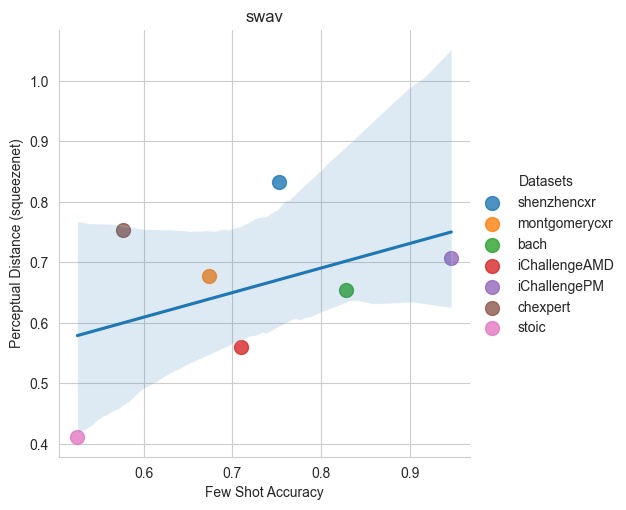 swav
1.0
0.9
0.8
0.7
0.6
0.5
0.4
Perceptual Distance (squeezenet)
0.6
0.7
0.8
0.9
Few Shot Accuracy
Datasets
shenzhencxr
montgomerycxr
bach
iChallengeAMD
iChallengePM
chexpert
stoic